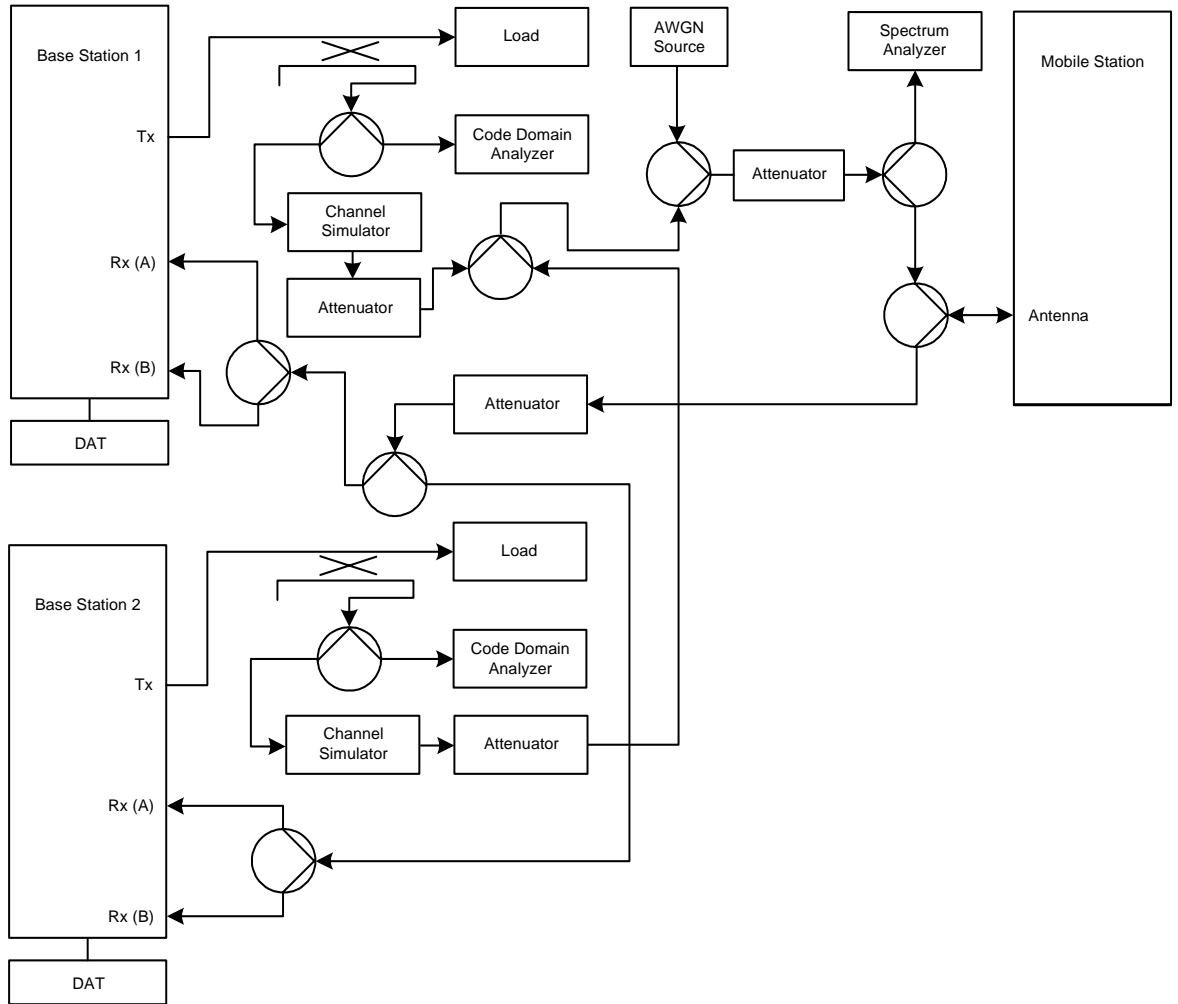 Base Station 1
Tx
Rx (A)
Rx (B)
DAT
Load
Code Domain
Analyzer
Channel
Simulator
Attenuator
AWGN
Source
Attenuator
Spectrum
Analyzer
Mobile Station
Antenna
Attenuator
Base Station 2
Tx
Rx (A)
Rx (B)
DAT
Load
Code Domain
Analyzer
Channel
Simulator
Attenuator